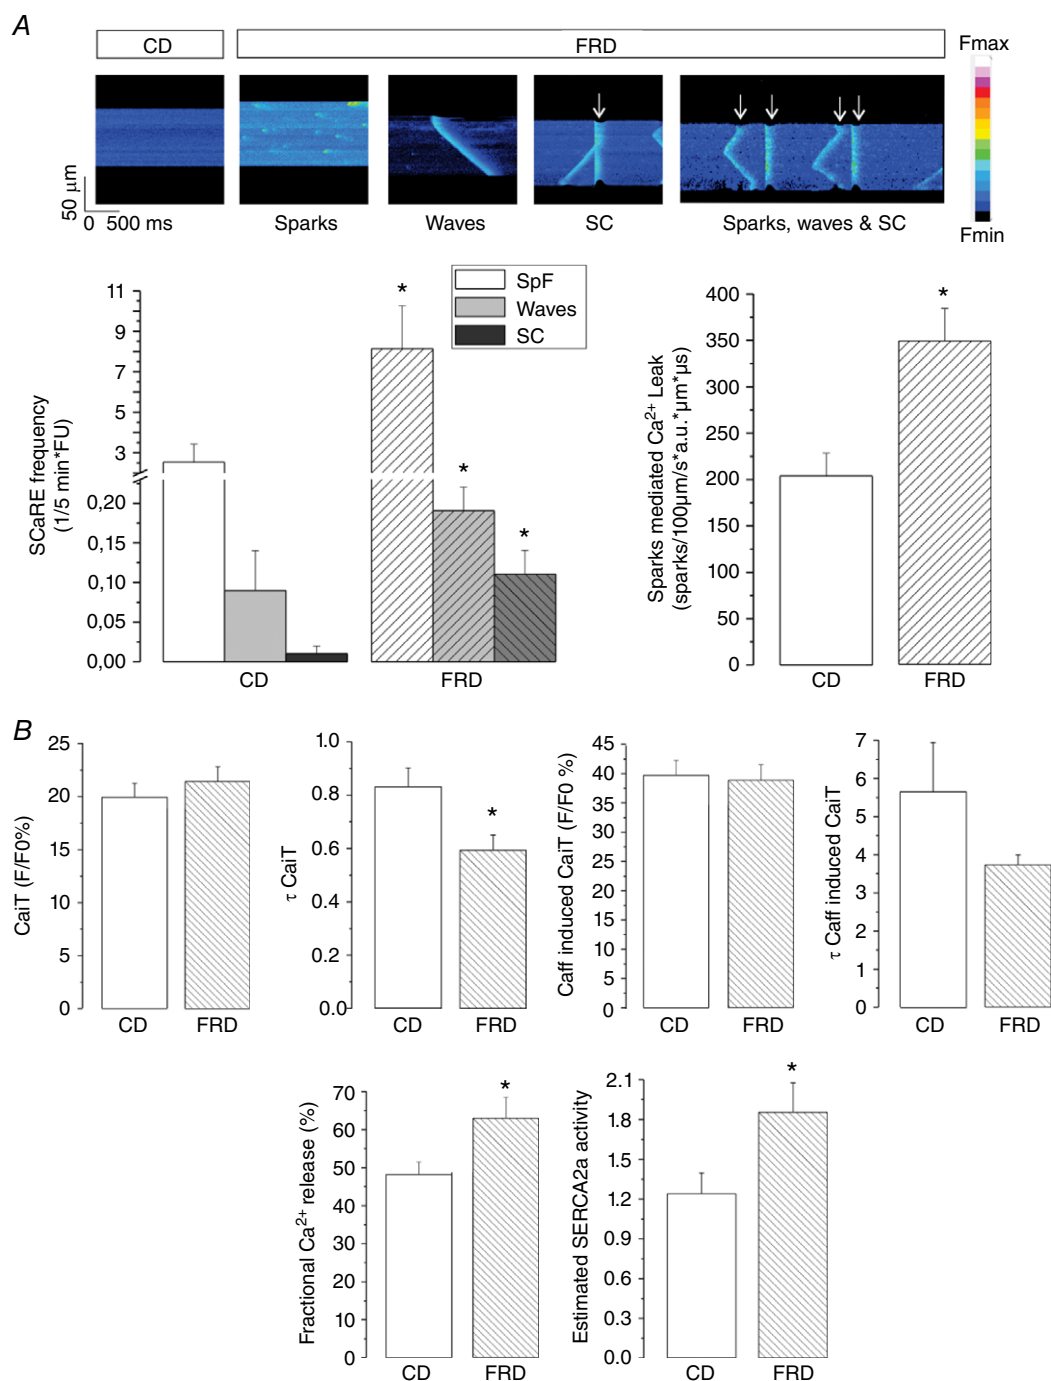 A
CD
FRD
Fmax
50 µm
0 500 ms
Sparks
Waves
SC
Sparks, waves & SC
Fmin
SpF
Waves
SC
SCaRE frequency
(1/5 min*FU)
11
9
7
5
3
0,20
0,15
0,10
0,05
0,00
*
*
*
CD
FRD
Sparks mediated Ca²⁺ Leak
(sparks/100µm/s*a.u.*µm*µs)
400
350
300
250
200
150
100
50
0
*
CD
FRD
B
CaiT (F/F0%)
25
20
15
10
5
0
CD
FRD
τ CaiT
1.0
0.8
0.6
0.4
0.2
0.0
*
CD
FRD
Caff induced CaiT (F/F0 %)
45
40
35
30
25
20
15
10
5
0
CD
FRD
τ Caff induced CaiT
7
6
5
4
3
2
1
0
CD
FRD
Fractional Ca²⁺ release (%)
70
60
50
40
30
20
10
0
*
CD
FRD
Estimated SERCA2a activity
2.1
1.8
1.5
1.2
0.9
0.6
0.3
0.0
*
CD
FRD